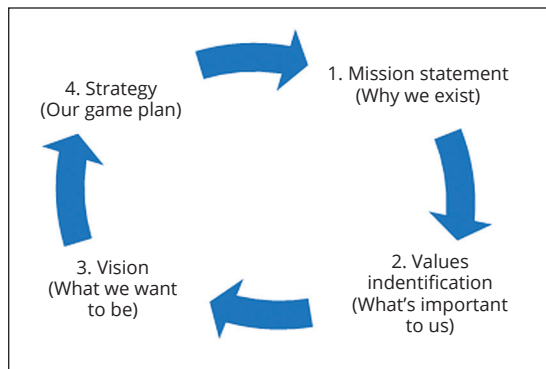 1. Mission statement
(Why we exist)
2. Values
indentification
(What's important
to us)
3. Vision
(What we want
to be)
4. Strategy
(Our game plan)